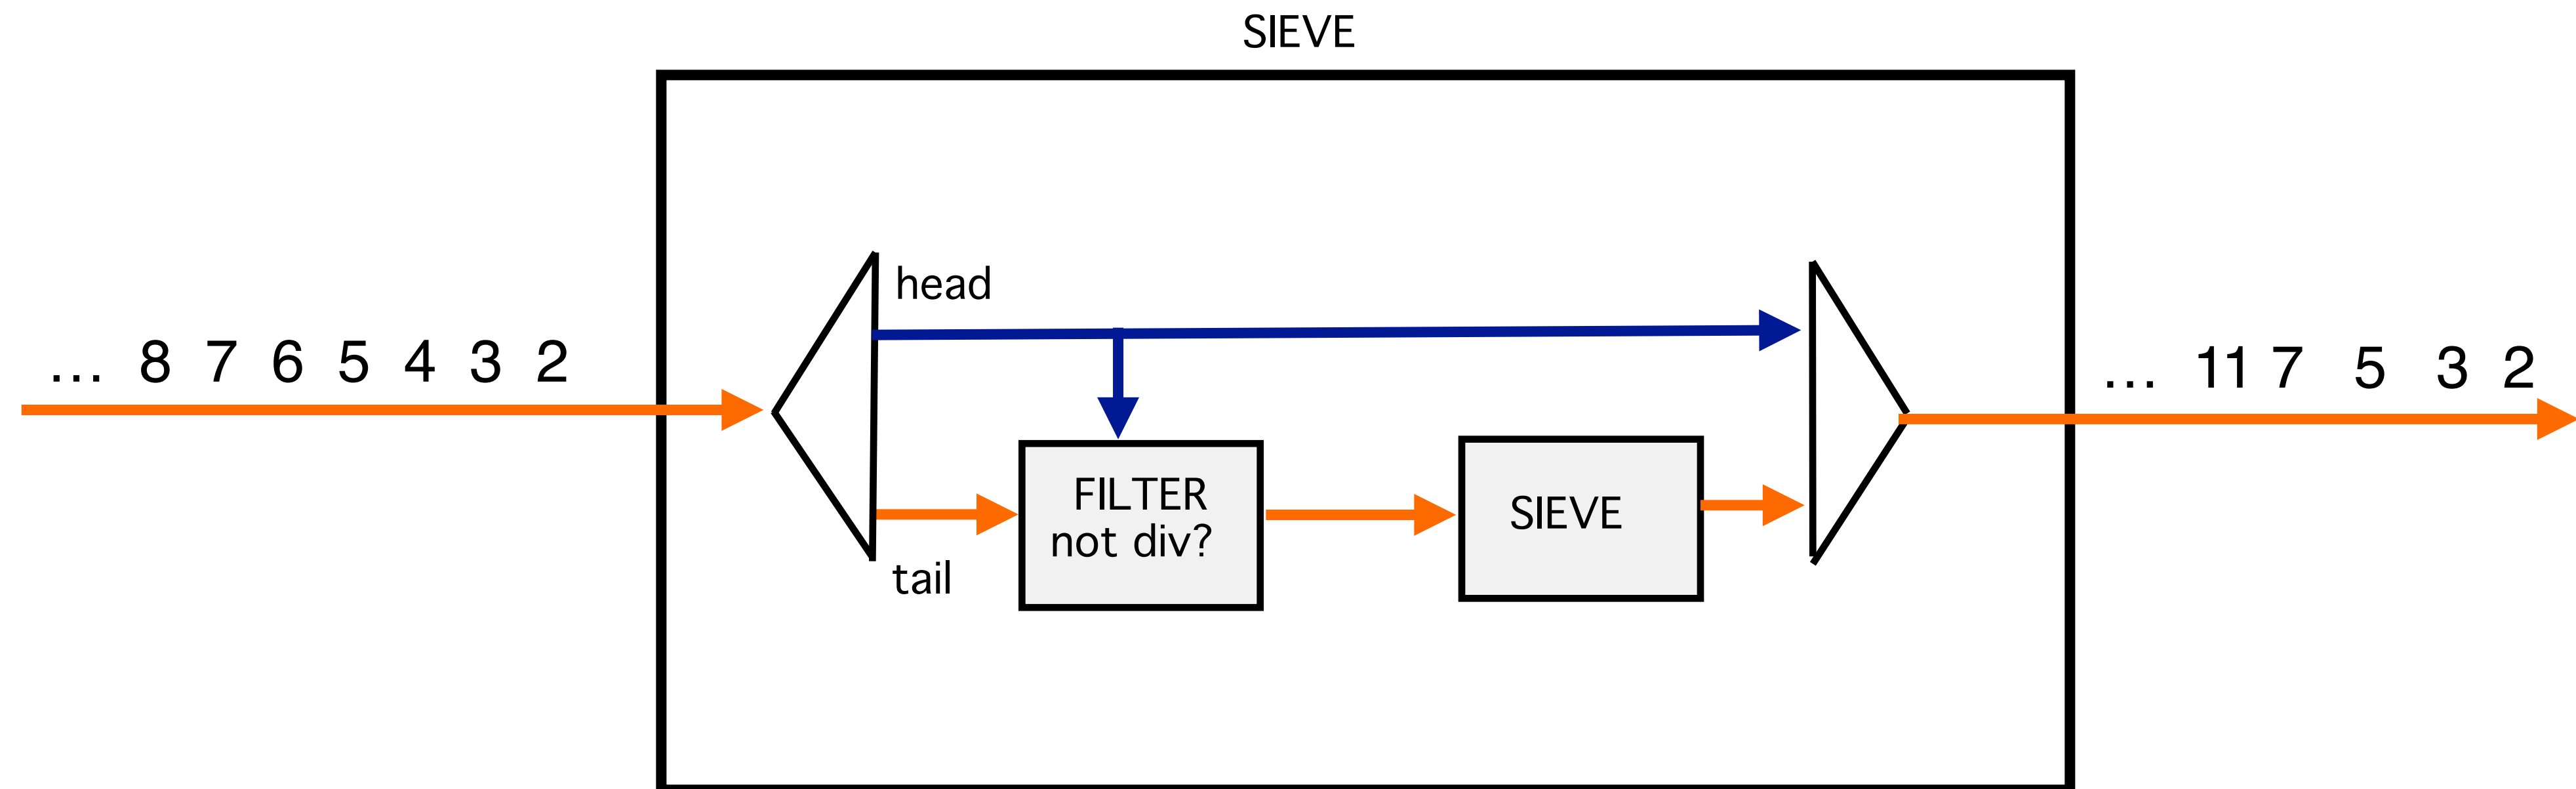 SIEVE
head
... 8 7 6 5 4 3 2
... 11 7 5 3 2
FILTER
not div?
SIEVE
tail